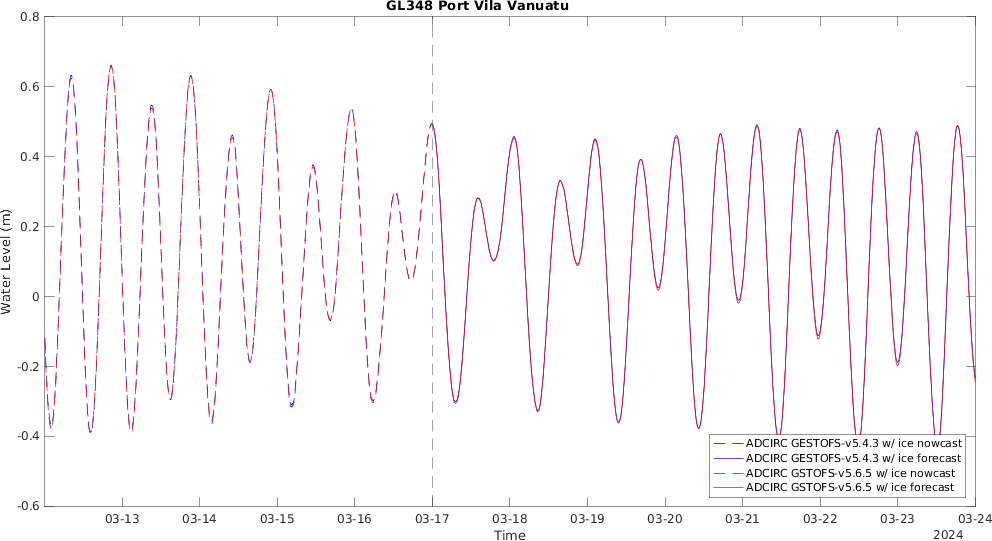 GL348 Port Vila Vanuatu
Water Level (m)
0.8
0.6
0.4
0.2
0
-0.2
-0.4
-0.6
ADCIRC GESTOFS-v5.4.3 w/ ice nowcast
ADCIRC GESTOFS-v5.4.3 w/ ice forecast
ADCIRC GSTOFS-v5.6.5 w/ ice nowcast
ADCIRC GSTOFS-v5.6.5 w/ ice forecast
03-13 03-14 03-15 03-16 03-17 03-18 03-19 03-20 03-21 03-22 03-23 03-24
Time
2024